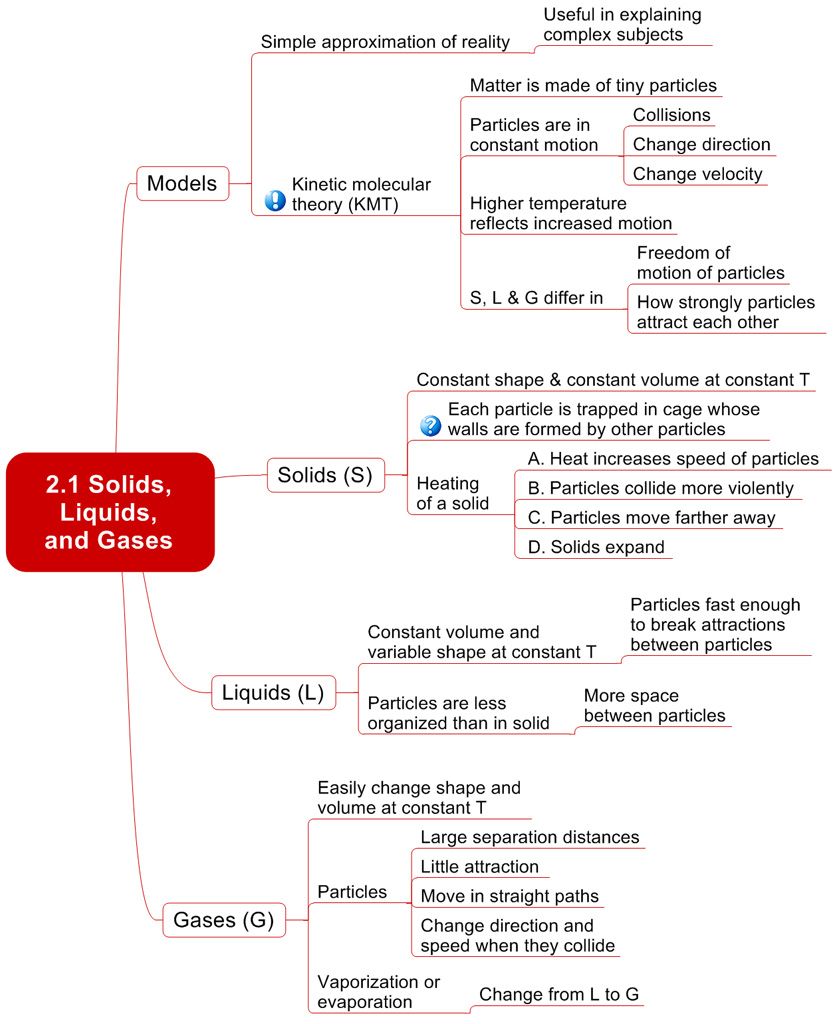 Useful in explaining
complex subjects
Simple approximation of reality
Matter is made of tiny particles
Particles are in
constant motion
Collisions
Change direction
Change velocity
Models
Kinetic molecular
theory (KMT)
Higher temperature
reflects increased motion
S, L & G differ in
Freedom of
motion of particles
How strongly particles
attract each other
2.1 Solids,
Liquids,
and Gases
Solids (S)
Constant shape & constant volume at constant T
Each particle is trapped in cage whose
walls are formed by other particles
Heating
of a solid
A. Heat increases speed of particles
B. Particles collide more violently
C. Particles move farther away
D. Solids expand
Liquids (L)
Constant volume and
variable shape at constant T
Particles fast enough
to break attractions
between particles
Particles are less
organized than in solid
More space
between particles
Gases (G)
Easily change shape and
volume at constant T
Particles
Large separation distances
Little attraction
Move in straight paths
Change direction and
speed when they collide
Vaporization or
evaporation
Change from L to G